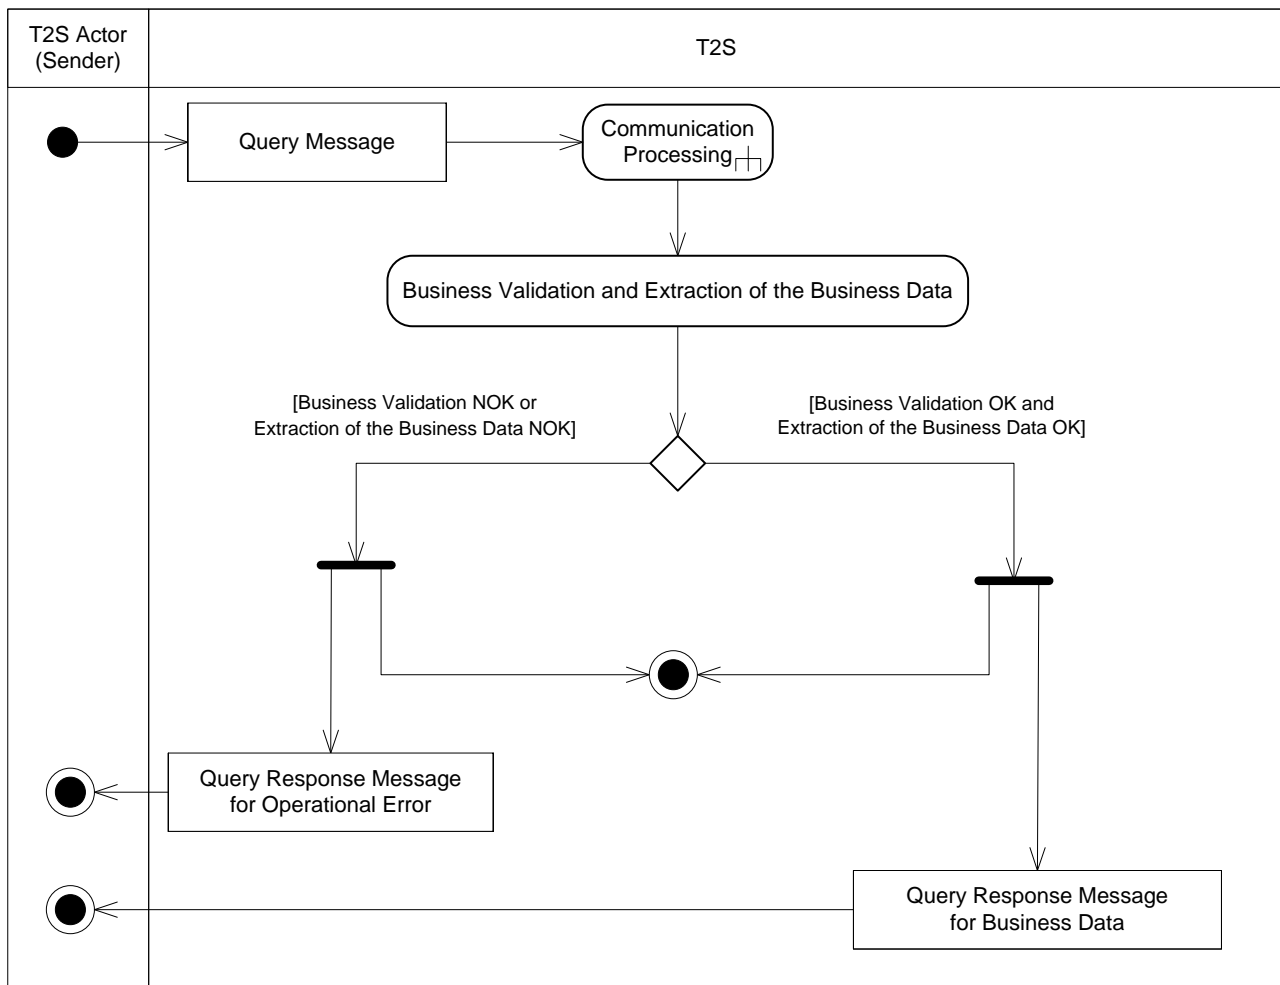 T2S Actor
(Sender)
T2S
Query Message
Communication
Processing
Business Validation and Extraction of the Business Data
[Business Validation NOK or
Extraction of the Business Data NOK]
[Business Validation OK and
Extraction of the Business Data OK]
Query Response Message
for Operational Error
Query Response Message
for Business Data